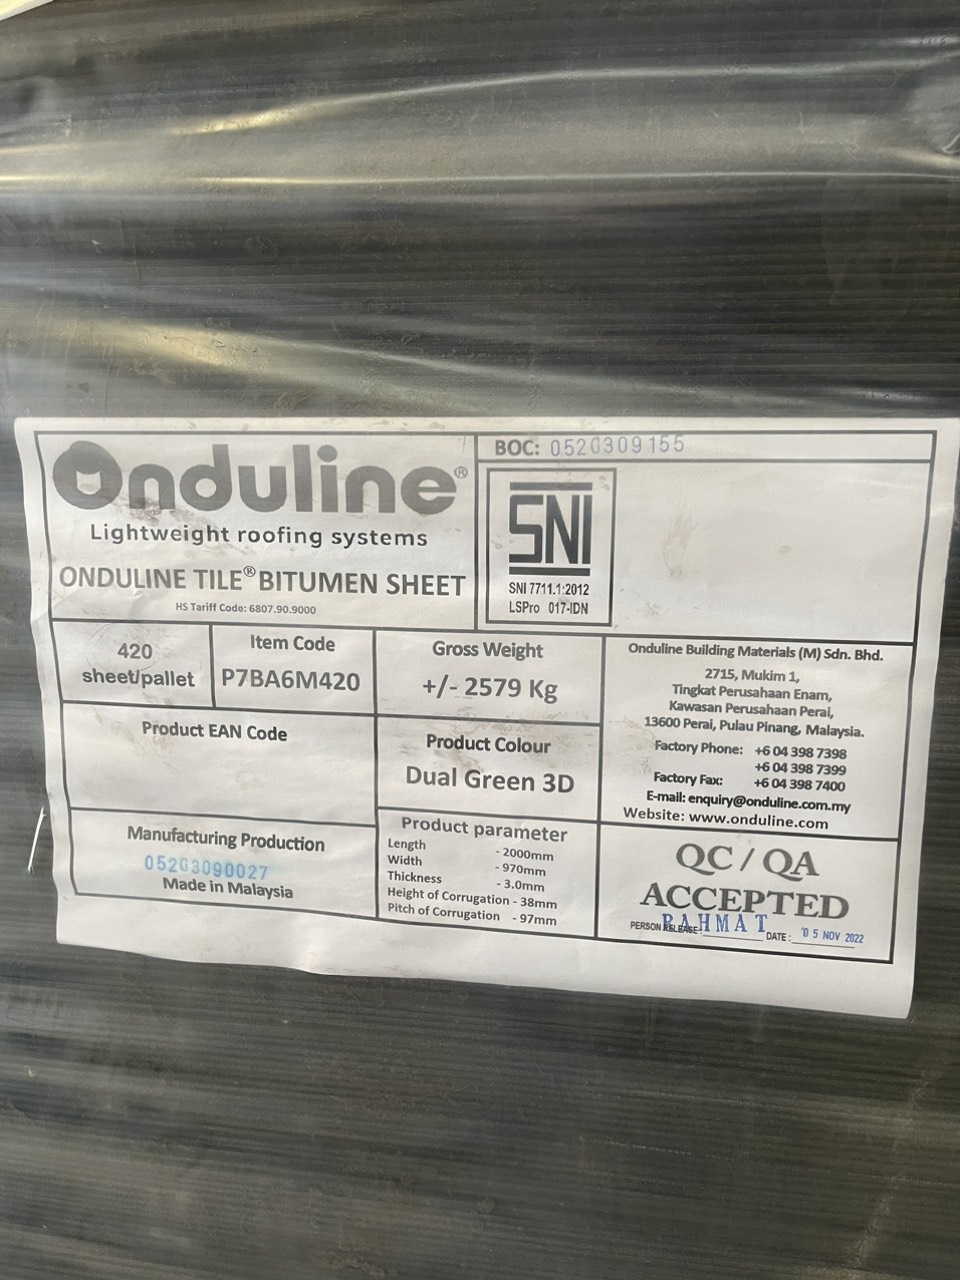 Onduline®
Lightweight roofing systems
ONDULINE TILE® BITUMEN SHEET
HS Tariff Code: 6807.90.9000
BOC: 0520309155
SNI
SNI 7711.1:2012
LSPro 017-IDN
420
sheet/pallet
Item Code
P7BA6M420
Gross Weight
+/- 2579 Kg
Onduline Building Materials (M) Sdn. Bhd.
2715, Mukim 1,
Tingkat Perusahaan Enam,
Kawasan Perusahaan Perai,
13600 Perai, Pulau Pinang, Malaysia.
Factory Phone: +6 04 398 7398
+6 04 398 7399
Factory Fax: +6 04 398 7400
E-mail: enquiry@onduline.com.my
Website: www.onduline.com
Product EAN Code
Product Colour
Dual Green 3D
Manufacturing Production
05203090027
Made in Malaysia
Product parameter
Length - 2000mm
Width - 970mm
Thickness - 3.0mm
Height of Corrugation - 38mm
Pitch of Corrugation - 97mm
QC / QA
ACCEPTED
PERSON RELEASE: RAHMAT DATE: 05 NOV 2022